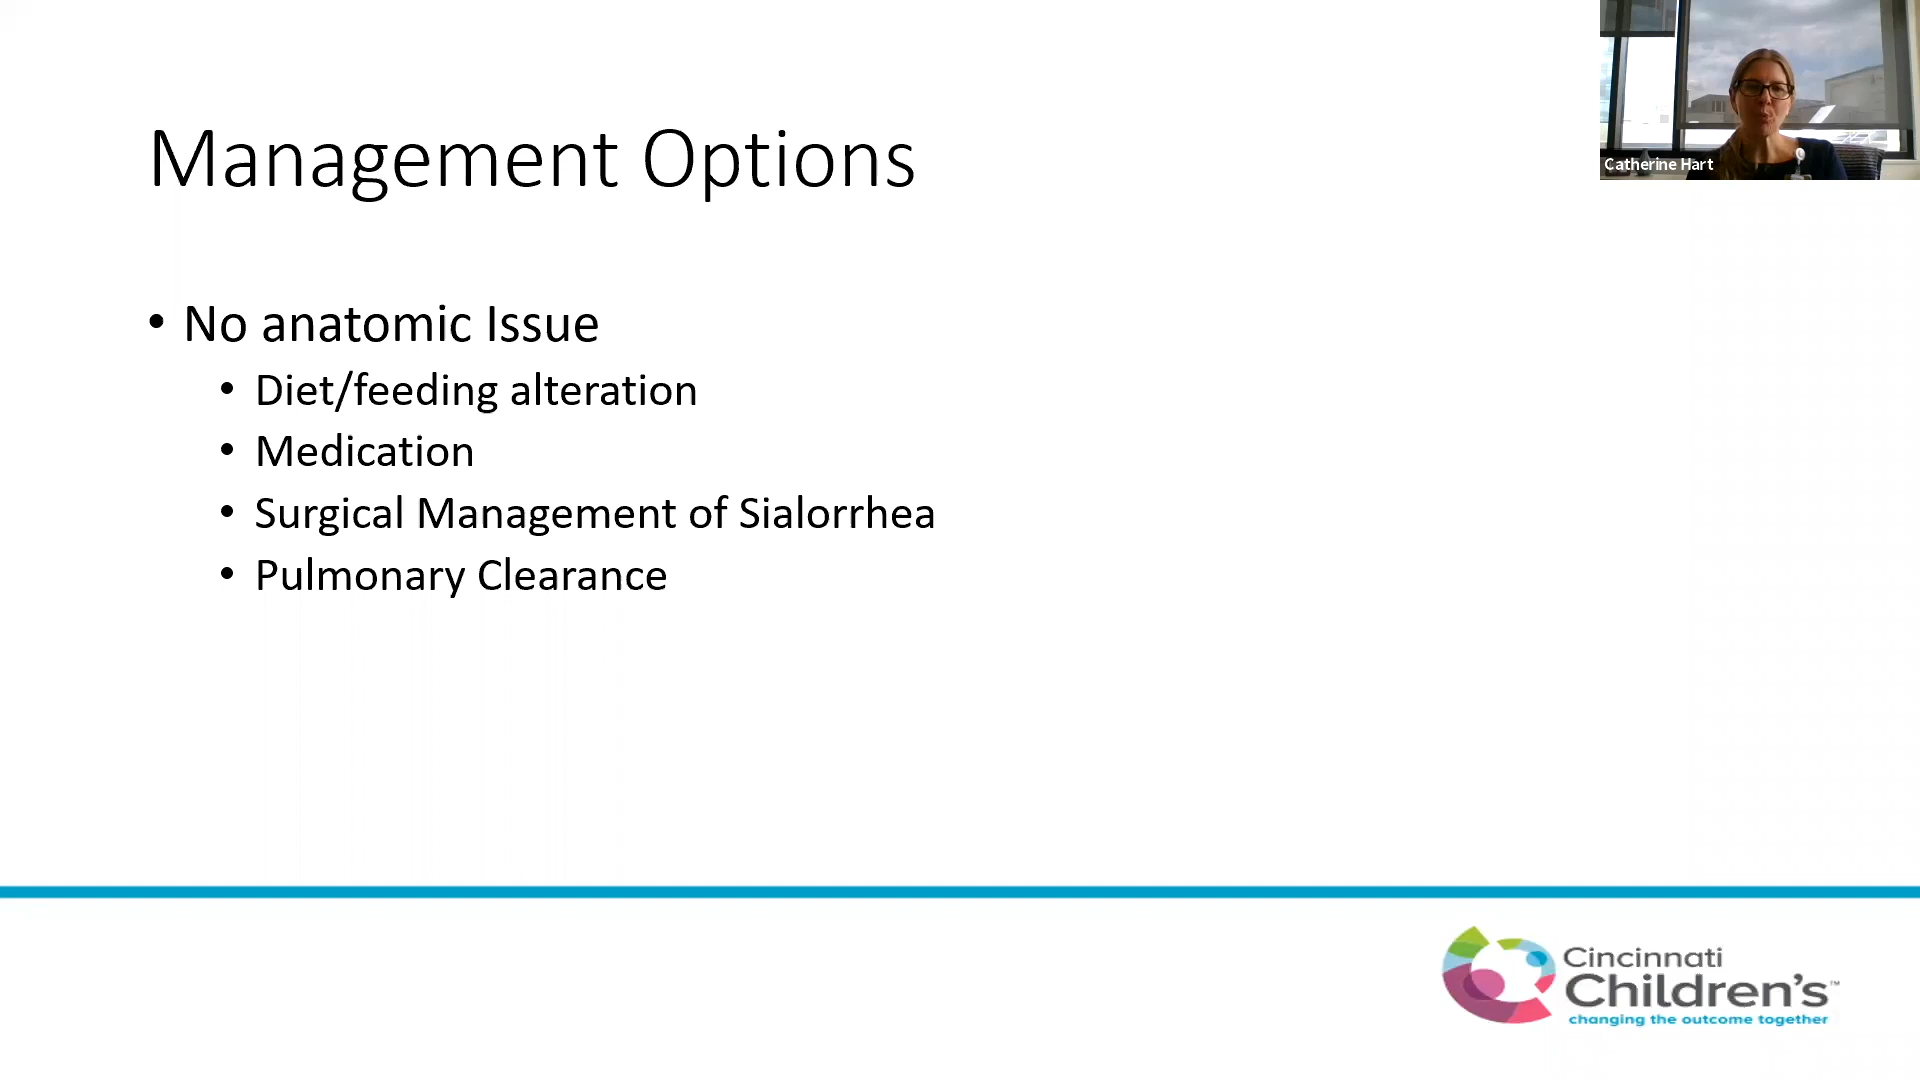 Catherine Hart
Management Options
• No anatomic Issue
• Diet/feeding alteration
• Medication
• Surgical Management of Sialorrhea
• Pulmonary Clearance
Cincinnati
Children's™
changing the outcome together